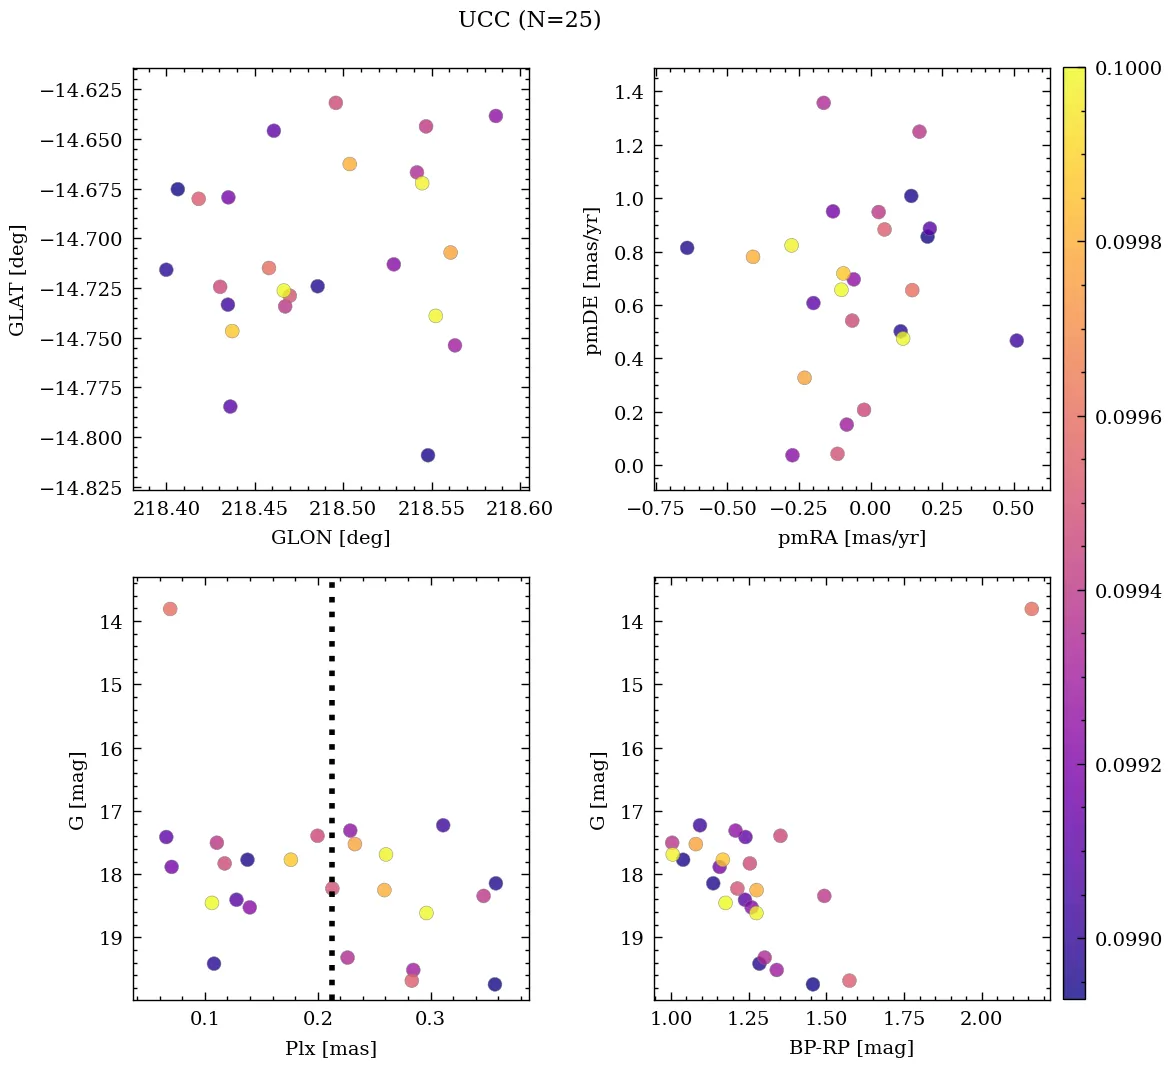 UCC (N=25)
−14.625
−14.650
−14.675
−14.700
−14.725
−14.750
−14.775
−14.800
−14.825
GLAT [deg]
218.40 218.45 218.50 218.55 218.60
GLON [deg]
1.4
1.2
1.0
0.8
0.6
0.4
0.2
0.0
pmDE [mas/yr]
−0.75 −0.50 −0.25 0.00 0.25 0.50
pmRA [mas/yr]
14
15
16
17
18
19
G [mag]
0.1 0.2 0.3
Plx [mas]
14
15
16
17
18
19
G [mag]
1.00 1.25 1.50 1.75 2.00
BP-RP [mag]
0.1000
0.0998
0.0996
0.0994
0.0992
0.0990